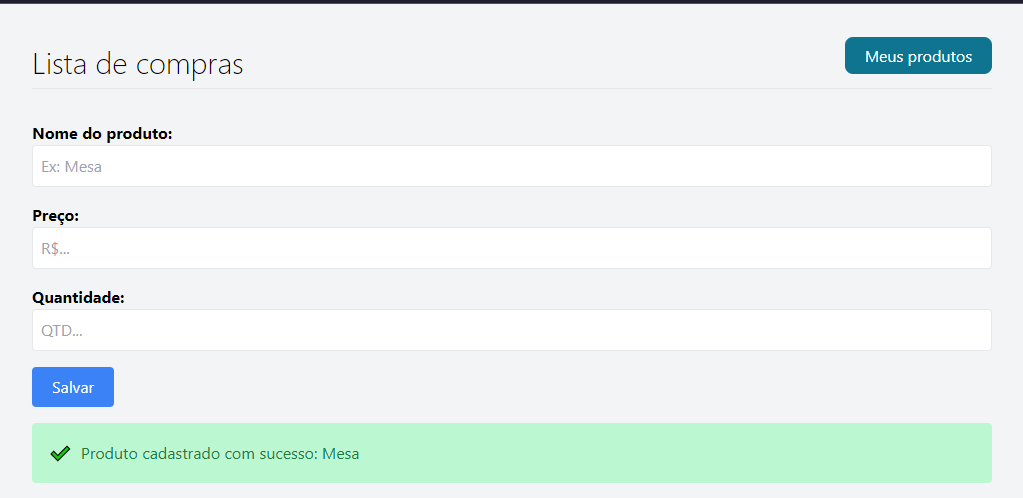 Lista de compras
Meus produtos
Nome do produto:
Ex: Mesa
Preço:
R$...
Quantidade:
QTD...
Salvar
Produto cadastrado com sucesso: Mesa